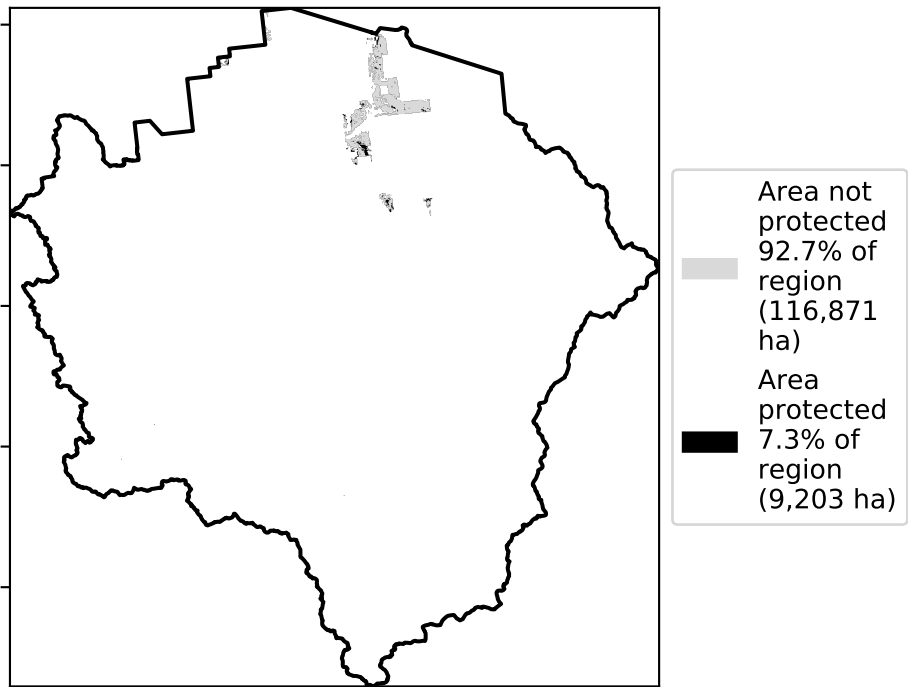 Area not
protected
92.7% of
region
(116,871
ha)
Area
protected
7.3% of
region
(9,203 ha)